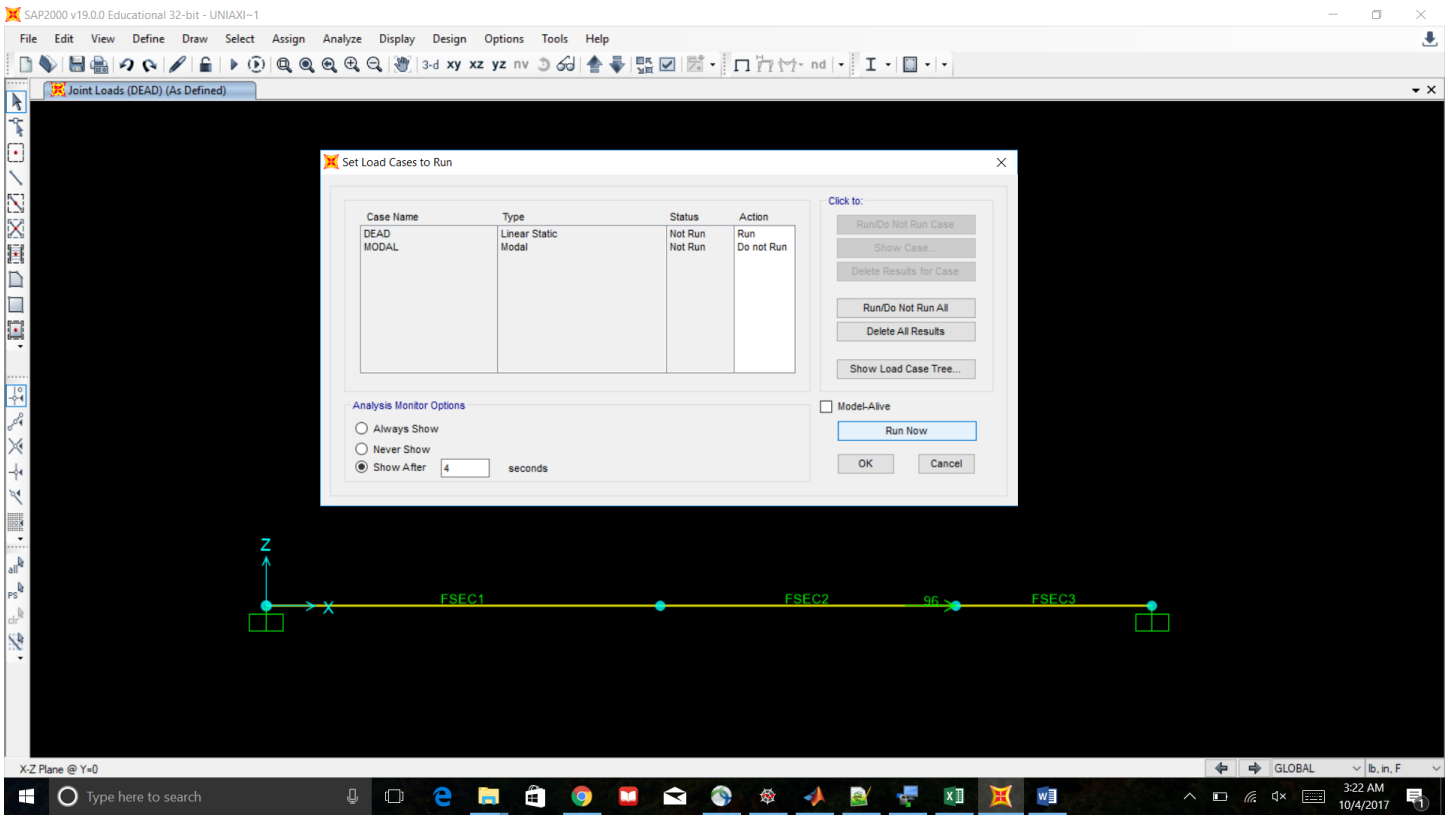 SAP2000 v19.0.0 Educational 32-bit - UNIAXI~1
File Edit View Define Draw Select Assign Analyze Display Design Options Tools Help
3-d xy xz yz nv nd
Joint Loads (DEAD) (As Defined)
Set Load Cases to Run
Click to:
Case Name Type Status Action
DEAD Linear Static Not Run Run
MODAL Modal Not Run Do not Run
Run/Do Not Run Case
Show Case...
Delete Results for Case
Run/Do Not Run All
Delete All Results
Show Load Case Tree...
Analysis Monitor Options
Always Show
Never Show
Show After 4 seconds
Model-Alive
Run Now
OK Cancel
all
PS
clr
Z
X
FSEC1 FSEC2 96 FSEC3
X-Z Plane @ Y=0
GLOBAL lb, in, F
Type here to search
3:22 AM
10/4/2017
1